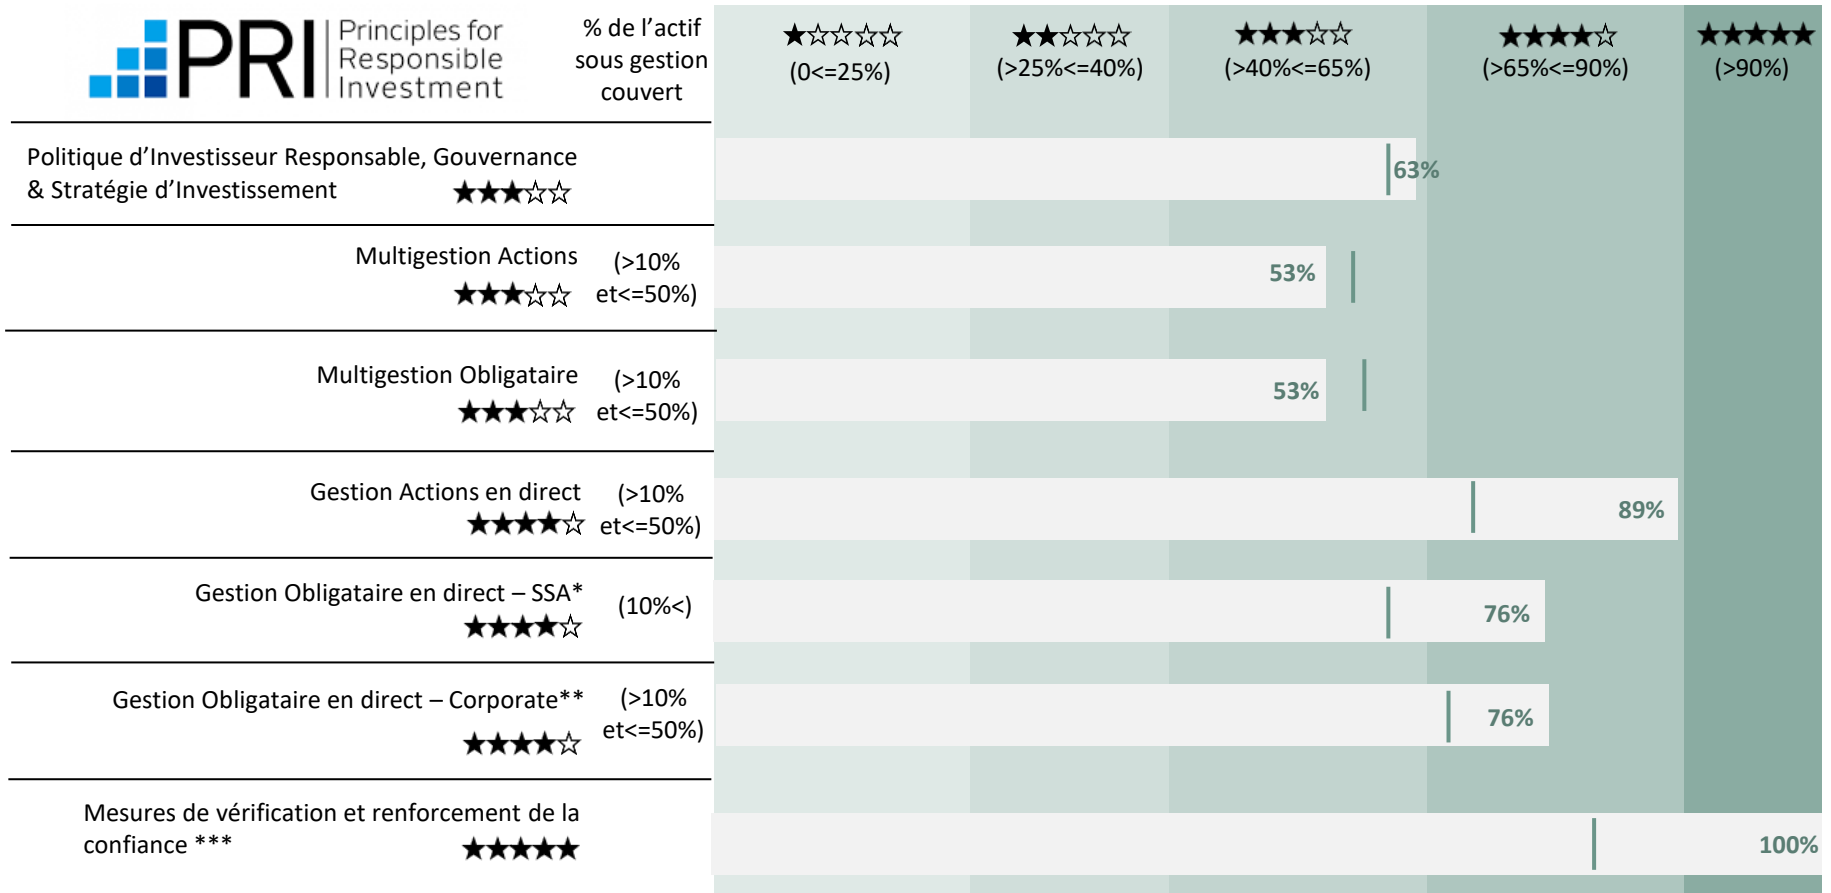 PRI
Principles for
Responsible
Investment
% de l’actif
sous gestion
couvert
★☆☆☆☆
(0<=25%)
★★☆☆☆
(>25%<=40%)
★★★☆☆
(>40%<=65%)
★★★★☆
(>65%<=90%)
★★★★★
(>90%)
Politique d’Investisseur Responsable, Gouvernance
& Stratégie d’Investissement ★★★☆☆
63%
Multigestion Actions
★★★☆☆
(>10%
et<=50%)
53%
Multigestion Obligataire
★★★☆☆
(>10%
et<=50%)
53%
Gestion Actions en direct
★★★★☆
(>10%
et<=50%)
89%
Gestion Obligataire en direct – SSA*
★★★★☆
(10%<)
76%
Gestion Obligataire en direct – Corporate**
★★★★☆
(>10%
et<=50%)
76%
Mesures de vérification et renforcement de la
confiance *** ★★★★★
100%